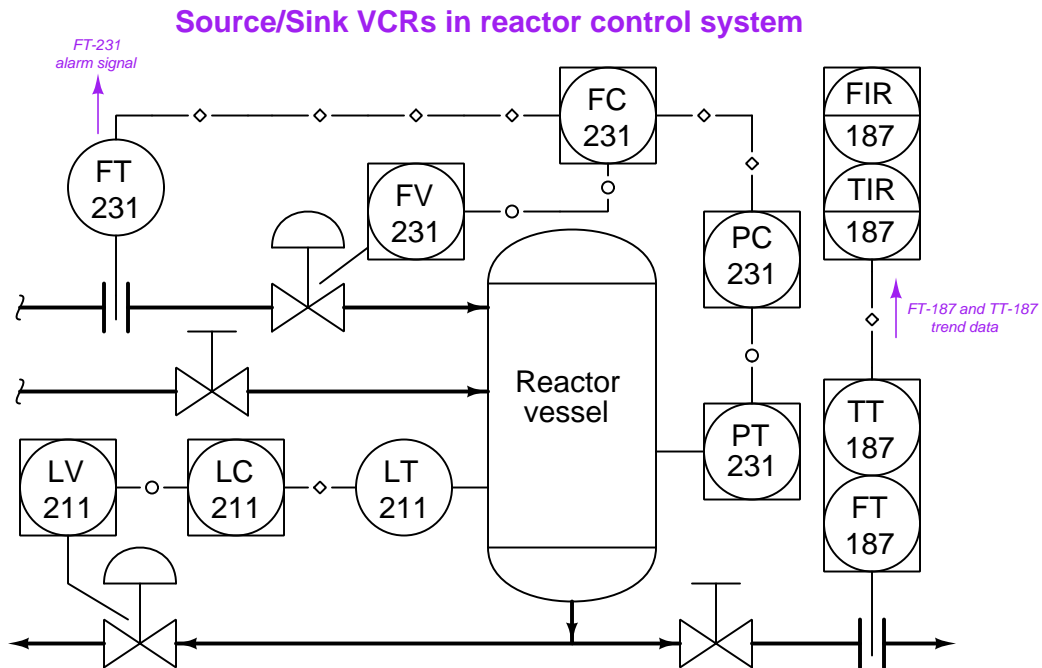 Source/Sink VCRs in reactor control system
FT-231
alarm signal
FT
231
FC
231
FIR
187
TIR
187
FV
231
PC
231
FT-187 and TT-187
trend data
Reactor
vessel
TT
187
PT
231
LV
211
LC
211
LT
211
FT
187